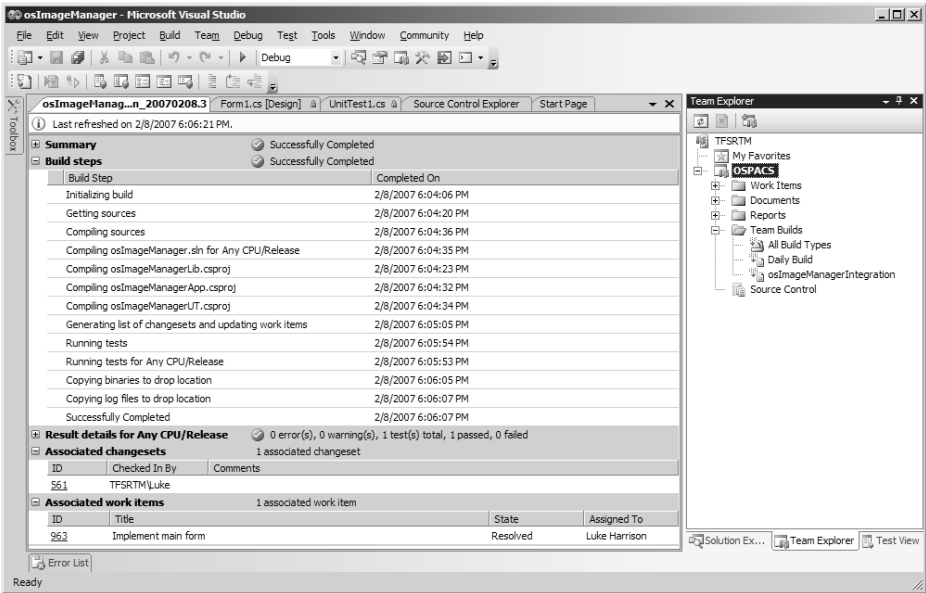 osImageManager - Microsoft Visual Studio
File Edit View Project Build Team Debug Test Tools Window Community Help
Debug
Toolbox
osImageManag...n_20070208.3 Form1.cs [Design] UnitTest1.cs Source Control Explorer Start Page
Last refreshed on 2/8/2007 6:06:21 PM.
Summary Successfully Completed
Build steps Successfully Completed
Build Step Completed On
Initializing build 2/8/2007 6:04:06 PM
Getting sources 2/8/2007 6:04:20 PM
Compiling sources 2/8/2007 6:04:36 PM
Compiling osImageManager.sln for Any CPU/Release 2/8/2007 6:04:35 PM
Compiling osImageManagerLib.csproj 2/8/2007 6:04:23 PM
Compiling osImageManagerApp.csproj 2/8/2007 6:04:32 PM
Compiling osImageManagerUT.csproj 2/8/2007 6:04:34 PM
Generating list of changesets and updating work items 2/8/2007 6:05:05 PM
Running tests 2/8/2007 6:05:54 PM
Running tests for Any CPU/Release 2/8/2007 6:05:53 PM
Copying binaries to drop location 2/8/2007 6:06:05 PM
Copying log files to drop location 2/8/2007 6:06:07 PM
Successfully Completed 2/8/2007 6:06:07 PM
Result details for Any CPU/Release 0 error(s), 0 warning(s), 1 test(s) total, 1 passed, 0 failed
Associated changesets 1 associated changeset
ID Checked In By Comments
561 TFSRTM\Luke
Associated work items 1 associated work item
ID Title State Assigned To
963 Implement main form Resolved Luke Harrison
Team Explorer
TFSRTM
My Favorites
OSPACS
Work Items
Documents
Reports
Team Builds
All Build Types
Daily Build
osImageManagerIntegration
Source Control
Solution Ex... Team Explorer Test View
Error List
Ready